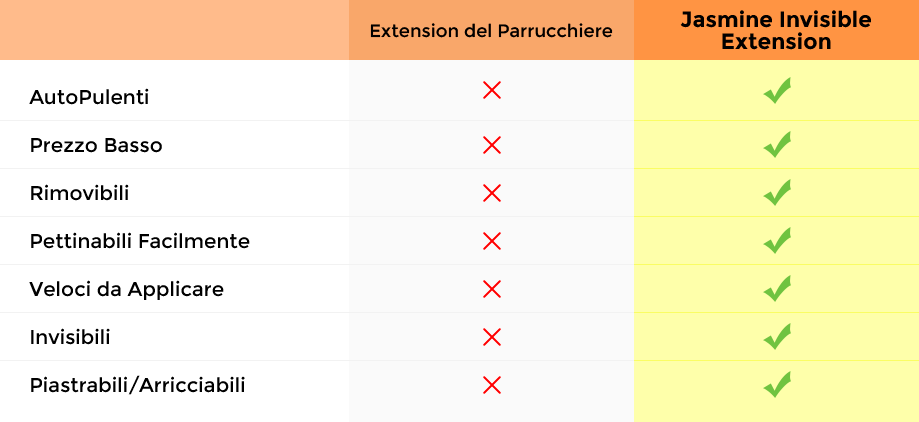 Extension del Parrucchiere
Jasmine Invisible
Extension
AutoPulenti
Prezzo Basso
Rimovibili
Pettinabili Facilmente
Veloci da Applicare
Invisibili
Piastrabili/Arricciabili